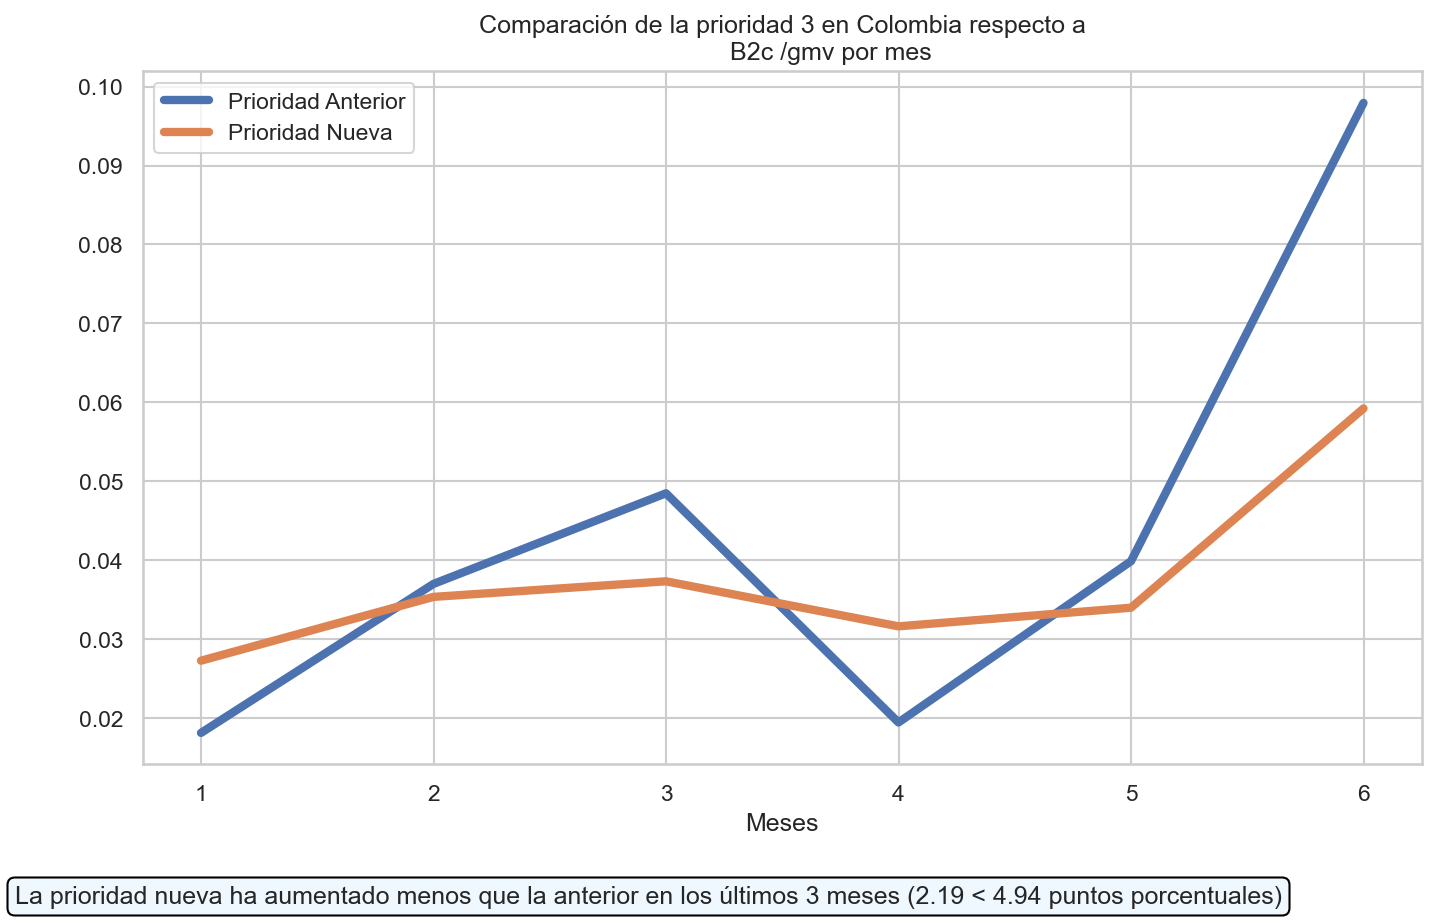 Comparación de la prioridad 3 en Colombia respecto a
B2c /gmv por mes
Prioridad Anterior
Prioridad Nueva
0.10
0.09
0.08
0.07
0.06
0.05
0.04
0.03
0.02
1 2 3 4 5 6
Meses
La prioridad nueva ha aumentado menos que la anterior en los últimos 3 meses (2.19 < 4.94 puntos porcentuales)